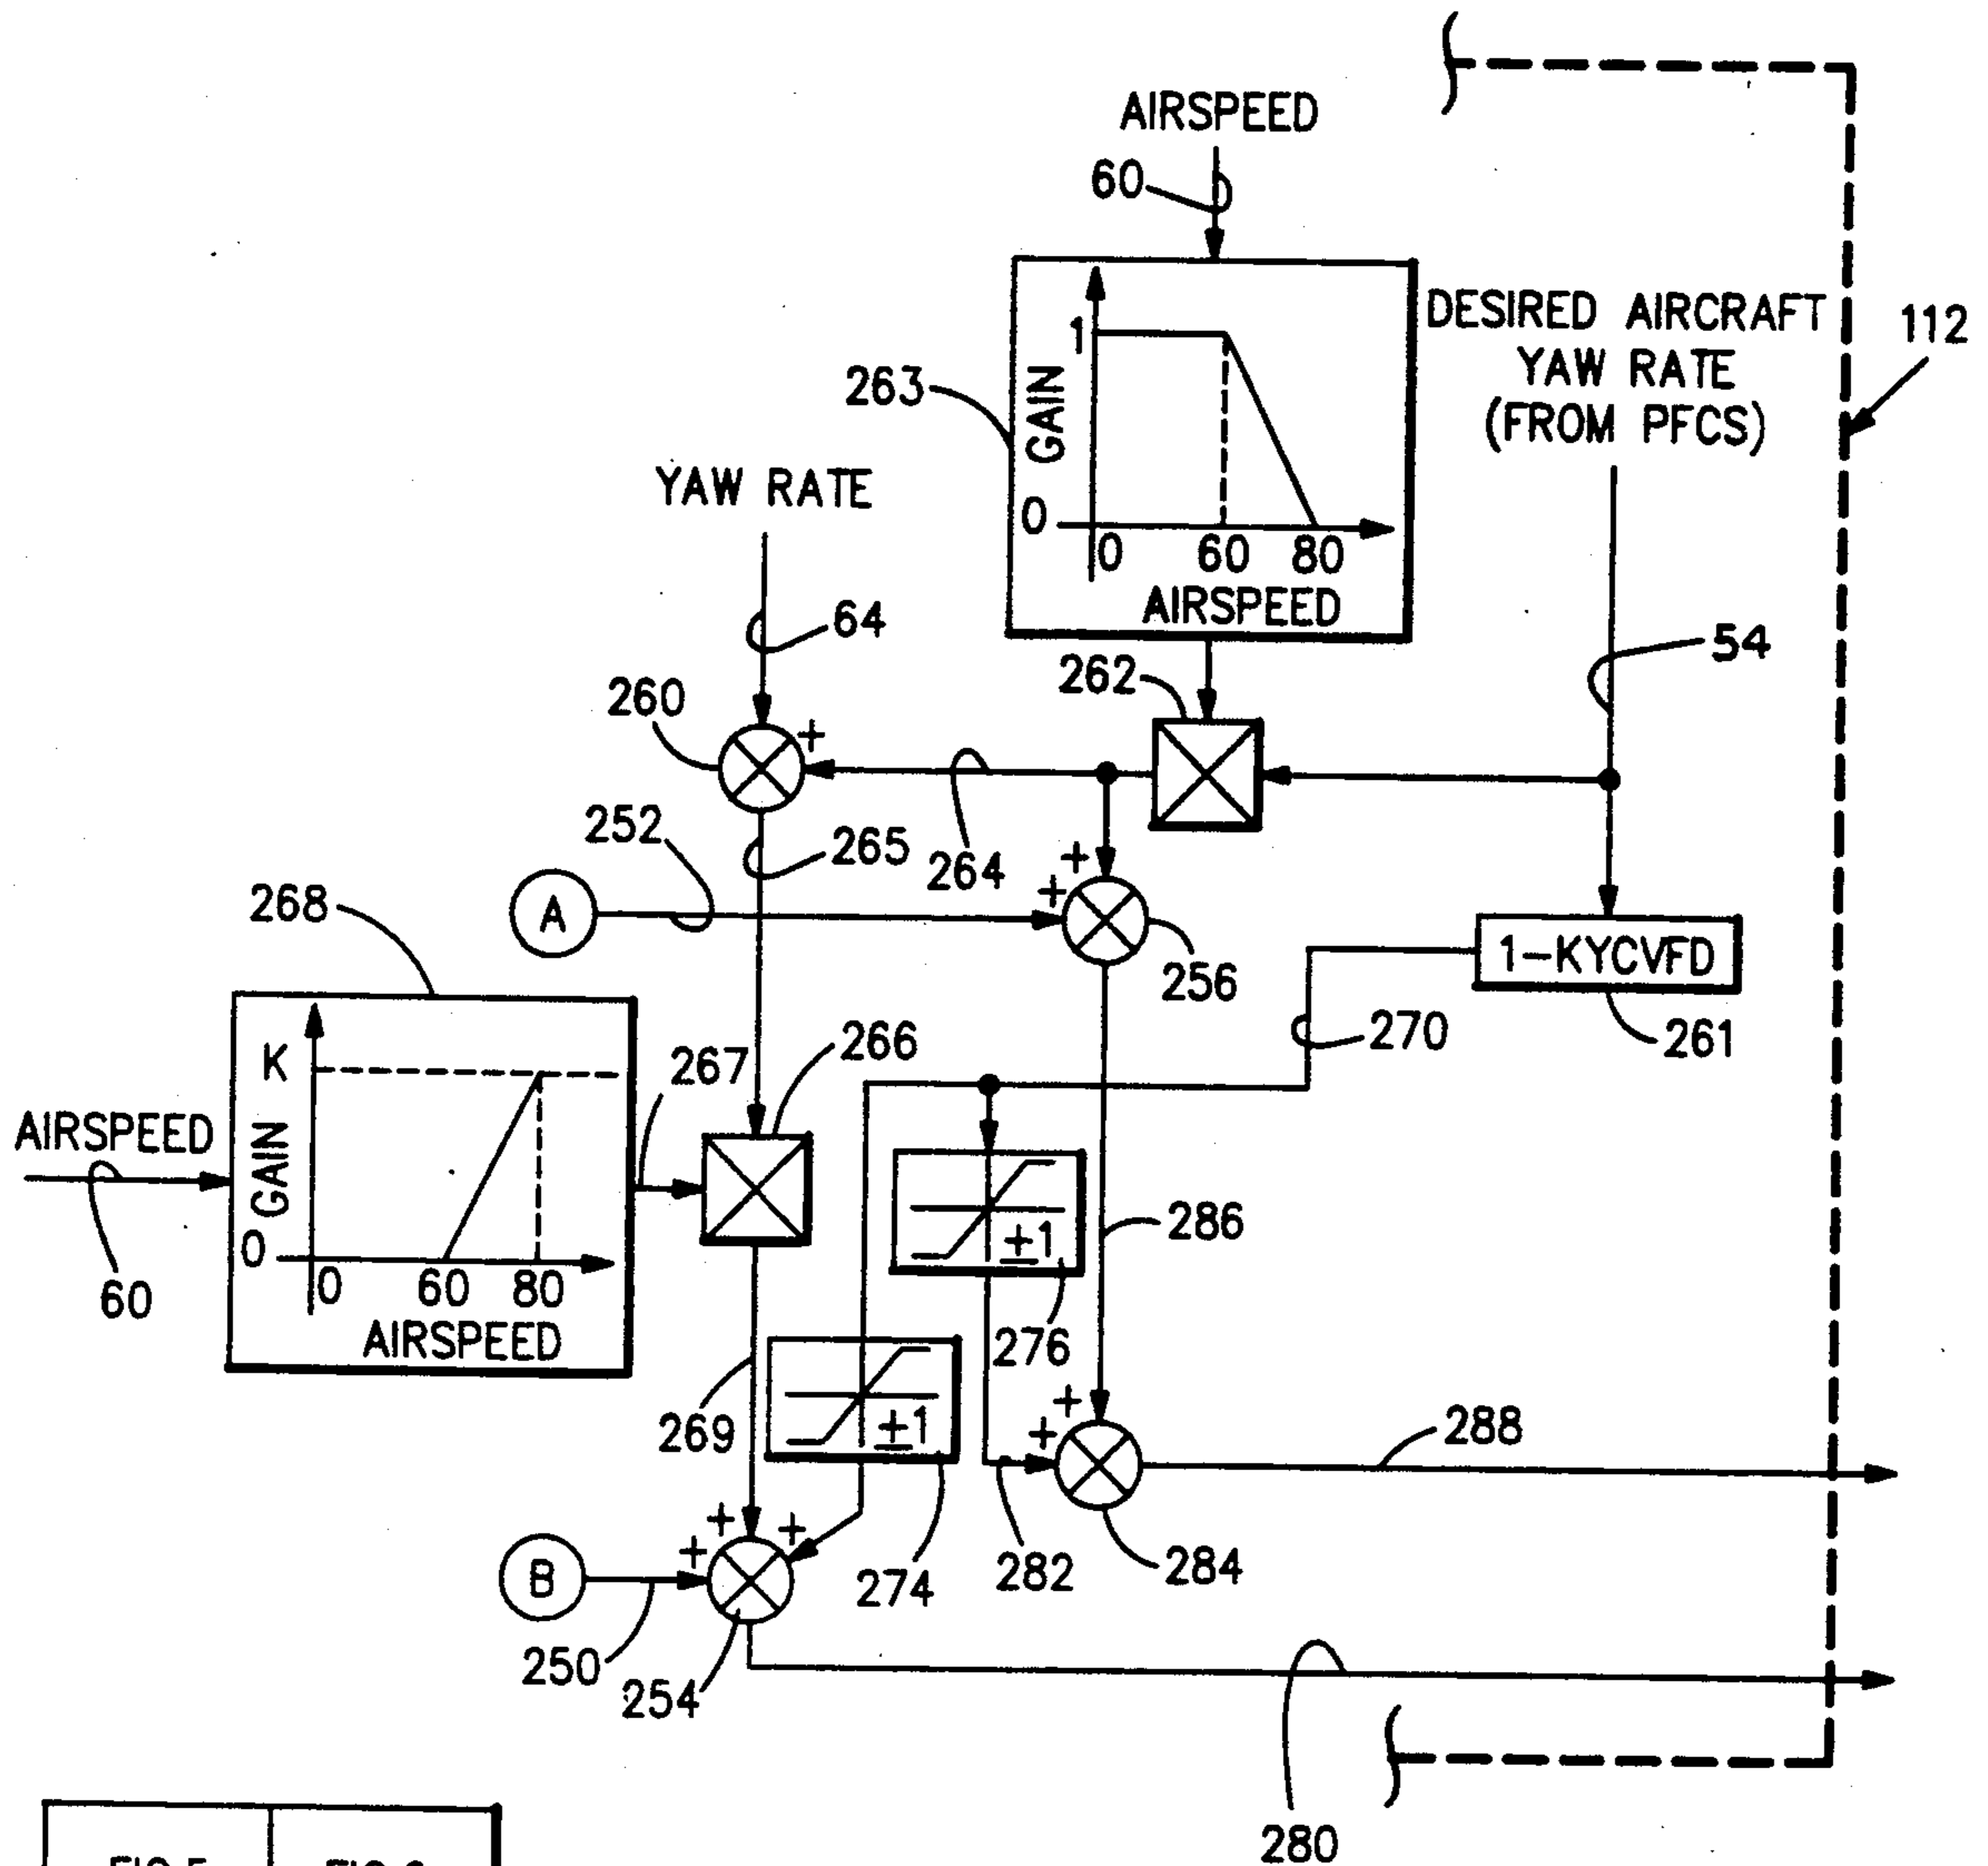 AIRSPEED
60
DESIRED AIRCRAFT
YAW RATE
(FROM PFCS)
112
263
GAIN
1
0
0 60 80
AIRSPEED
YAW RATE
64
54
260
+
262
252
265
264
+
+
A
256
1-KYCVFD
261
270
268
K
GAIN
0
0 60 80
AIRSPEED
AIRSPEED
60
267
266
±1
276
286
269
±1
274
+
+
282
284
288
+
+
+
B
250
254
280